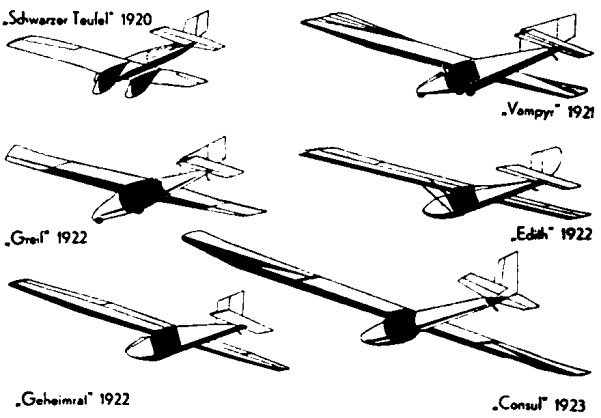 „Schwarzer Teufel" 1920
„Vampyr" 1921
„Greif" 1922
„Edith" 1922
„Geheimrat" 1922
„Consul" 1923